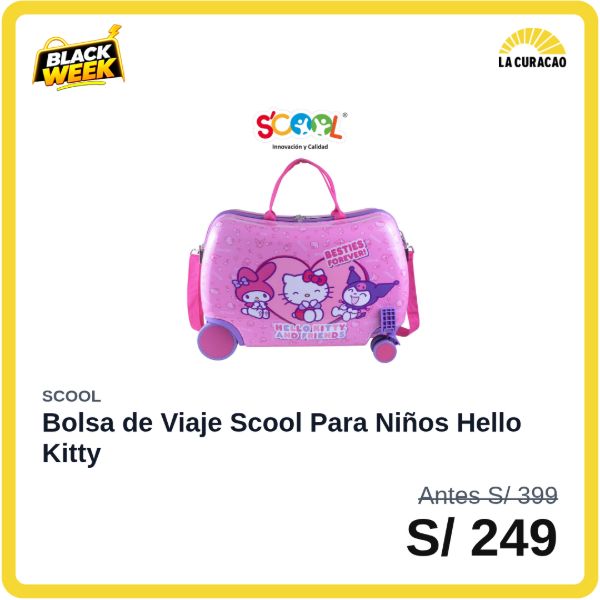 BLACK
WEEK
LA CURACAO
S'COOL®
Innovación y Calidad
BESTIES
FOREVER!
HELLO KITTY
AND FRIENDS
SCOOL
Bolsa de Viaje Scool Para Niños Hello
Kitty
Antes S/ 399
S/ 249